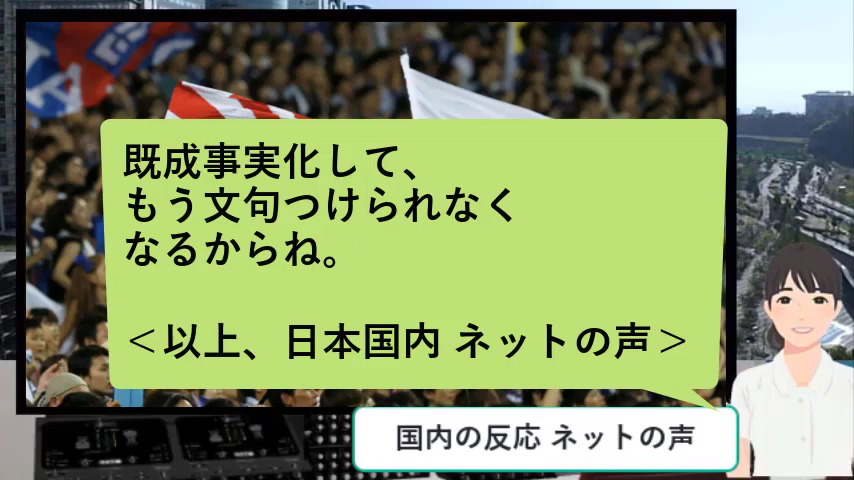 既成事実化して、
もう文句つけられなく
なるからね。
＜以上、日本国内 ネットの声＞
国内の反応 ネットの声